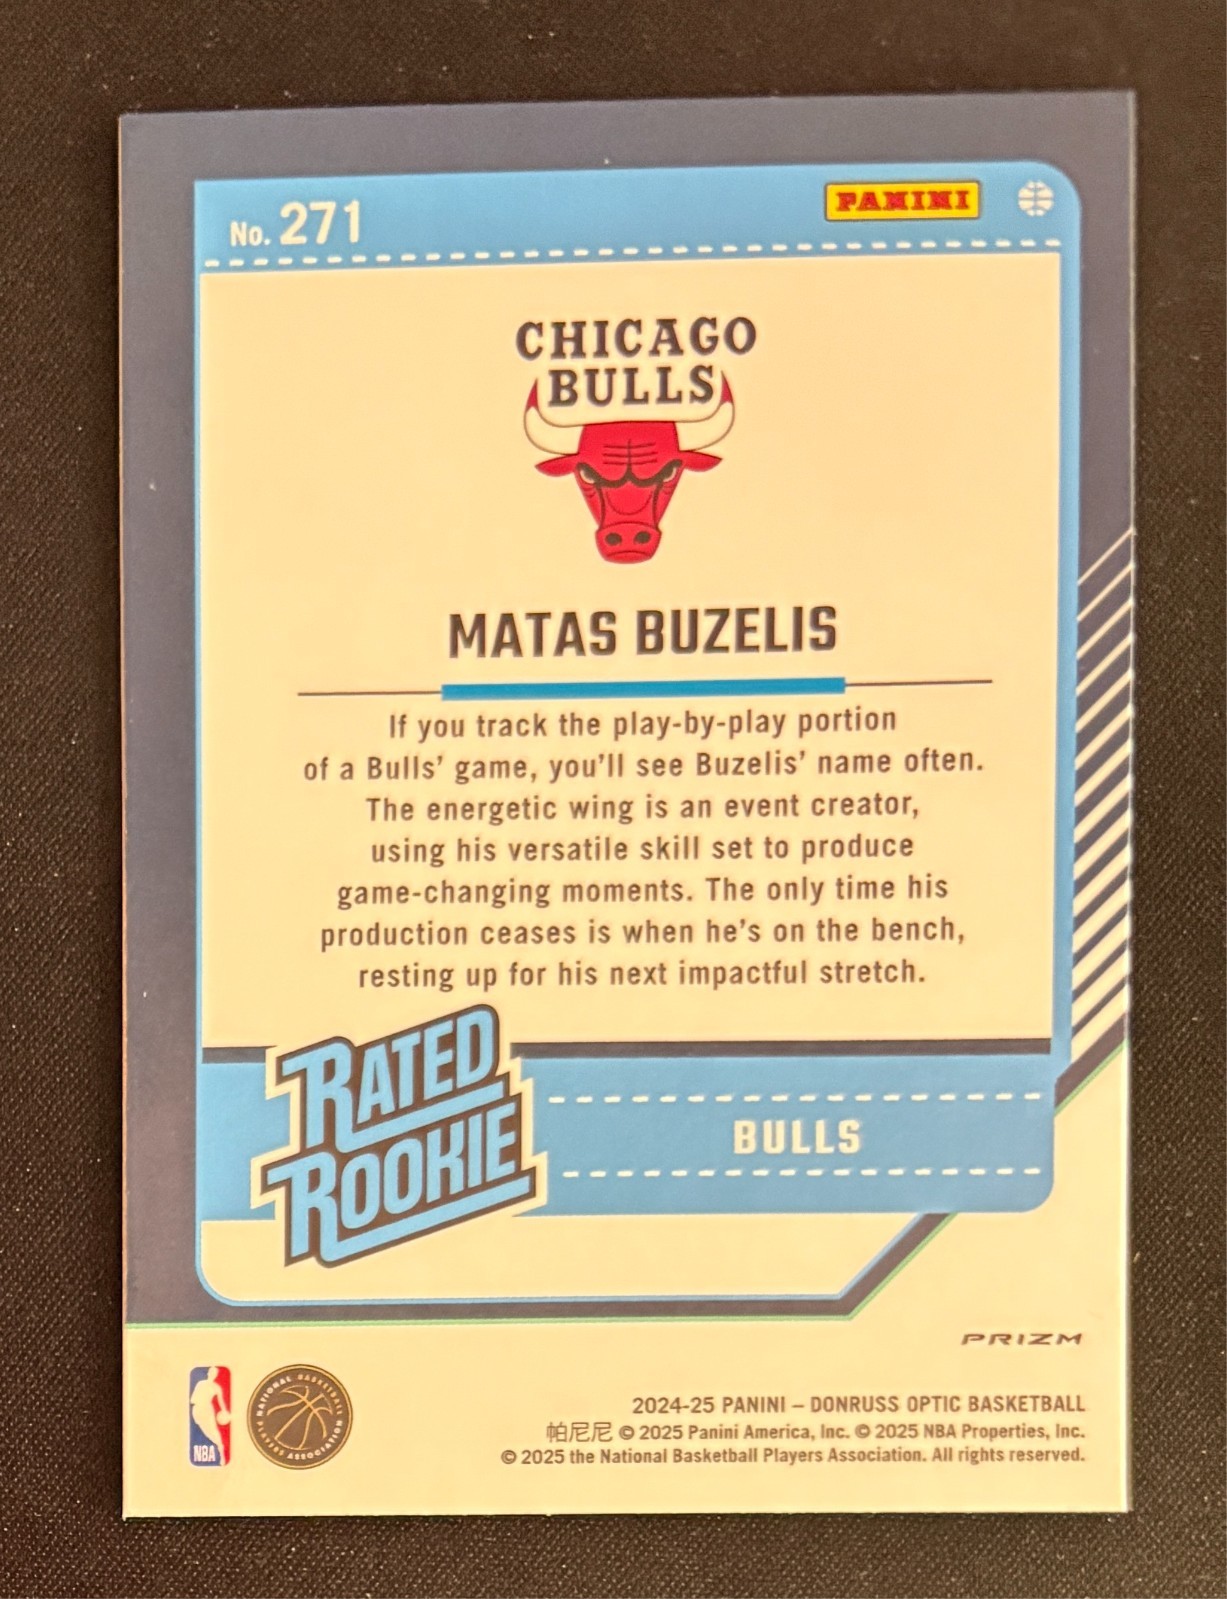 No. 271
PANINI
CHICAGO
BULLS
MATAS BUZELIS
If you track the play-by-play portion
of a Bulls' game, you'll see Buzelis' name often.
The energetic wing is an event creator,
using his versatile skill set to produce
game-changing moments. The only time his
production ceases is when he's on the bench,
resting up for his next impactful stretch.
RATED
ROOKIE
BULLS
PRIZM
NBA
NATIONAL BASKETBALL PLAYERS ASSOCIATION
2024-25 PANINI – DONRUSS OPTIC BASKETBALL
帕尼尼 © 2025 Panini America, Inc. © 2025 NBA Properties, Inc.
© 2025 the National Basketball Players Association. All rights reserved.